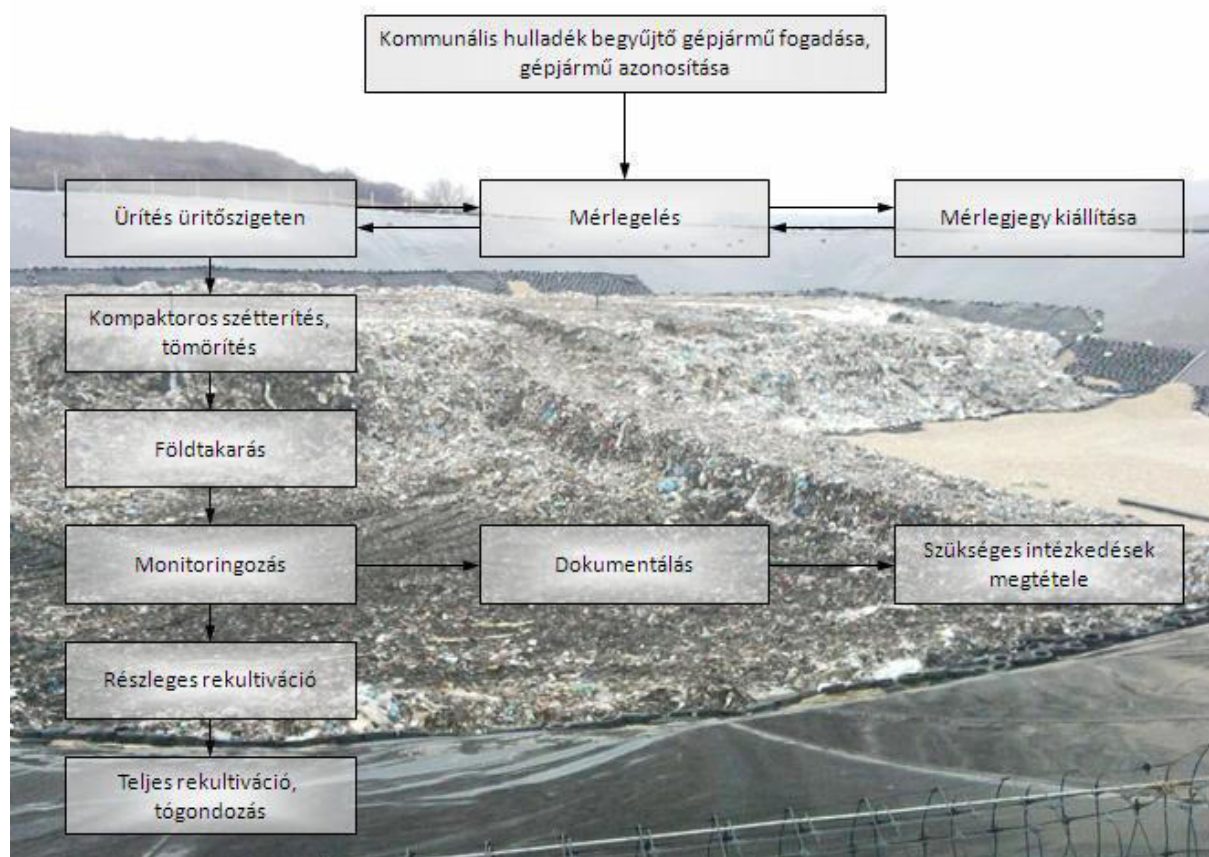 Kommunális hulladék begyűjtő gépjármű fogadása,
gépjármű azonosítása
Ürítés üritőszigeten
Mérlegelés
Mérlegjegy kiállítása
Kompaktoros szétterítés,
tömörítés
Földtakarás
Monitoringozás
Dokumentálás
Szükséges intézkedések
megtétele
Részleges rekultiváció
Teljes rekultiváció,
tógondozás